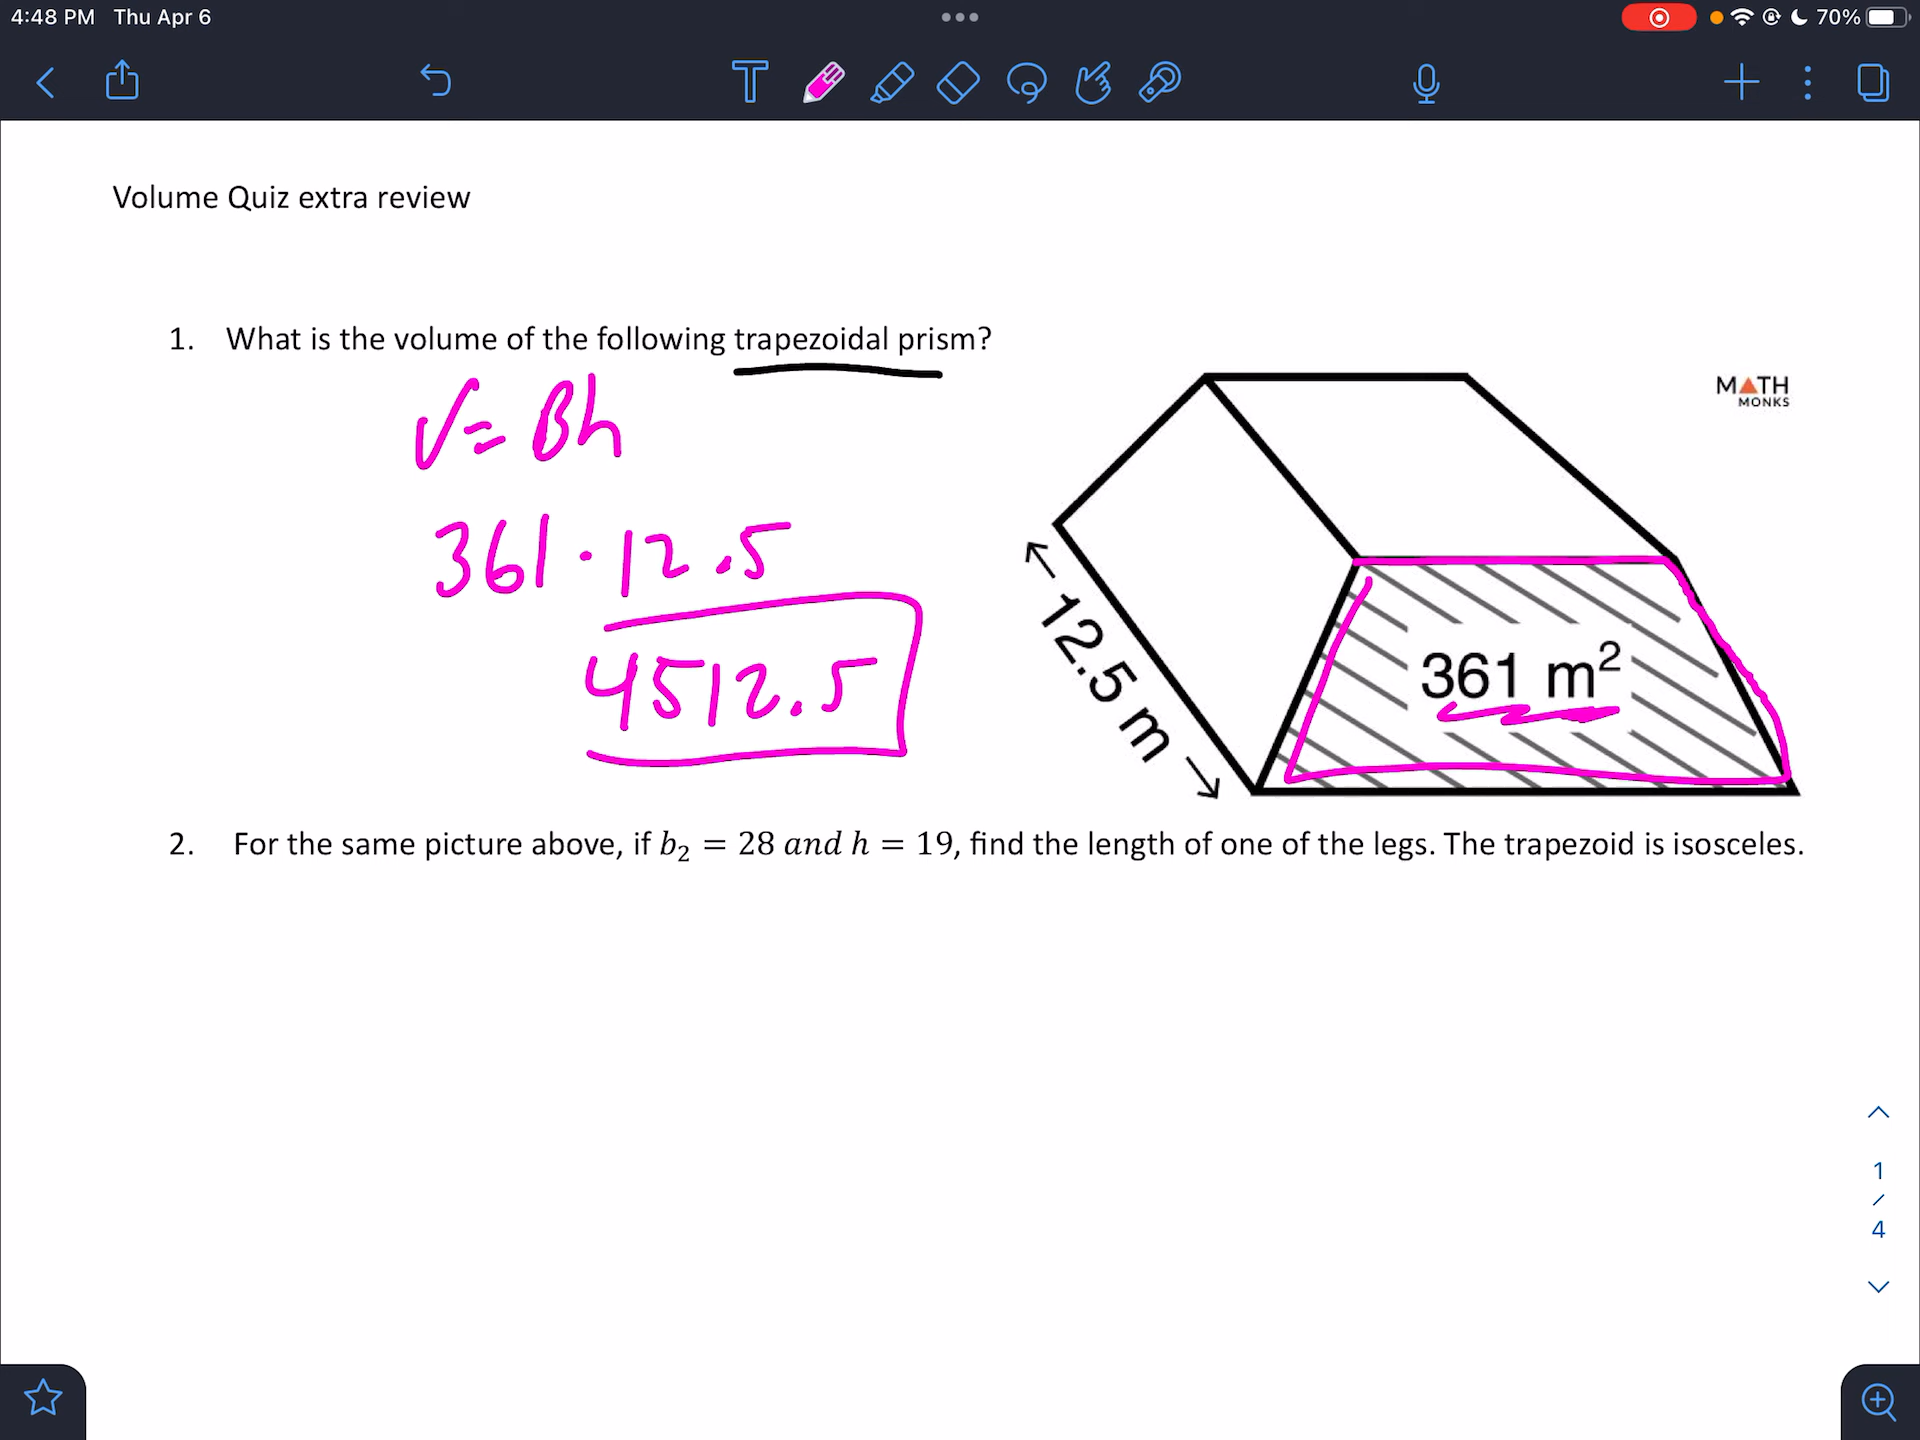 4:48 PM Thu Apr 6
70%
Volume Quiz extra review
1. What is the volume of the following trapezoidal prism?
MATH
MONKS
V = Bh
361 · 12.5
4512.5
12.5 m
361 m²
2. For the same picture above, if b₂ = 28 and h = 19, find the length of one of the legs. The trapezoid is isosceles.
1
/
4